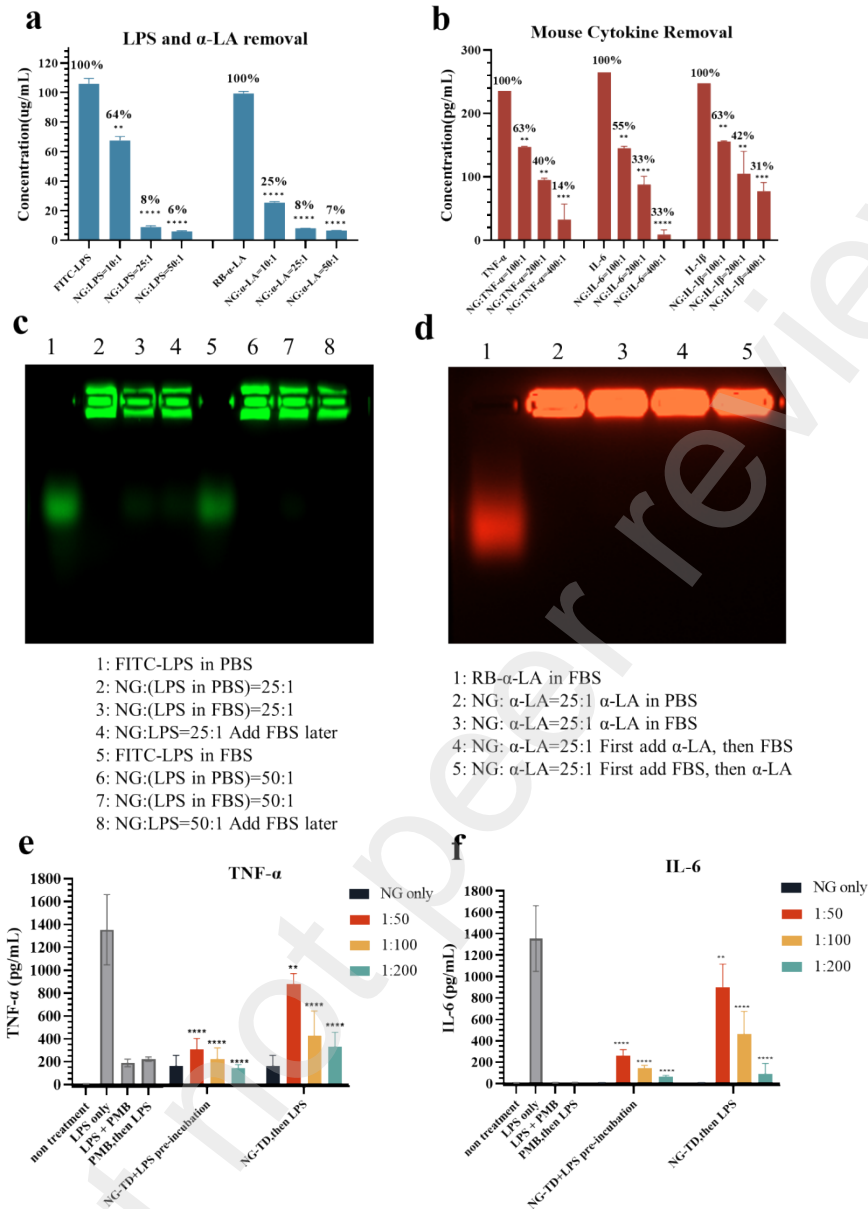 a
LPS and α-LA removal
Concentration(ug/mL)
150
125
100
75
50
25
0
100%
64%
**
8%
****
6%
****
100%
25%
****
8%
****
7%
****
FITC-LPS
NG:LPS=10:1
NG:LPS=25:1
NG:LPS=50:1
RB-α-LA
NG:α-LA=10:1
NG:α-LA=25:1
NG:α-LA=50:1
b
Mouse Cytokine Removal
Concentration(pg/mL)
300
200
100
0
100%
63%
**
40%
**
14%
***
100%
55%
**
33%
***
33%
****
100%
63%
**
42%
**
31%
***
TNF-α
NG:TNF-α=100:1
NG:TNF-α=200:1
NG:TNF-α=400:1
IL-6
NG:IL-6=100:1
NG:IL-6=200:1
NG:IL-6=400:1
IL-1β
NG:IL-1β=100:1
NG:IL-1β=200:1
NG:IL-1β=400:1
c
1 2 3 4 5 6 7 8
1: FITC-LPS in PBS
2: NG:(LPS in PBS)=25:1
3: NG:(LPS in FBS)=25:1
4: NG:LPS=25:1 Add FBS later
5: FITC-LPS in FBS
6: NG:(LPS in PBS)=50:1
7: NG:(LPS in FBS)=50:1
8: NG:LPS=50:1 Add FBS later
d
1 2 3 4 5
1: RB-α-LA in FBS
2: NG: α-LA=25:1 α-LA in PBS
3: NG: α-LA=25:1 α-LA in FBS
4: NG: α-LA=25:1 First add α-LA, then FBS
5: NG: α-LA=25:1 First add FBS, then α-LA
e
TNF-α
TNF-α (pg/mL)
1800
1600
1400
1200
1000
800
600
400
200
0
****
****
****
**
****
****
NG only
1:50
1:100
1:200
non treatment
LPS only
LPS + PMB
PMB,then LPS
NG-TD+LPS pre-incubation
NG-TD,then LPS
f
IL-6
IL-6 (pg/mL)
1800
1600
1400
1200
1000
800
600
400
200
0
****
****
****
**
****
****
NG only
1:50
1:100
1:200
non treatment
LPS only
LPS + PMB
PMB,then LPS
NG-TD+LPS pre-incubation
NG-TD,then LPS
not peer review